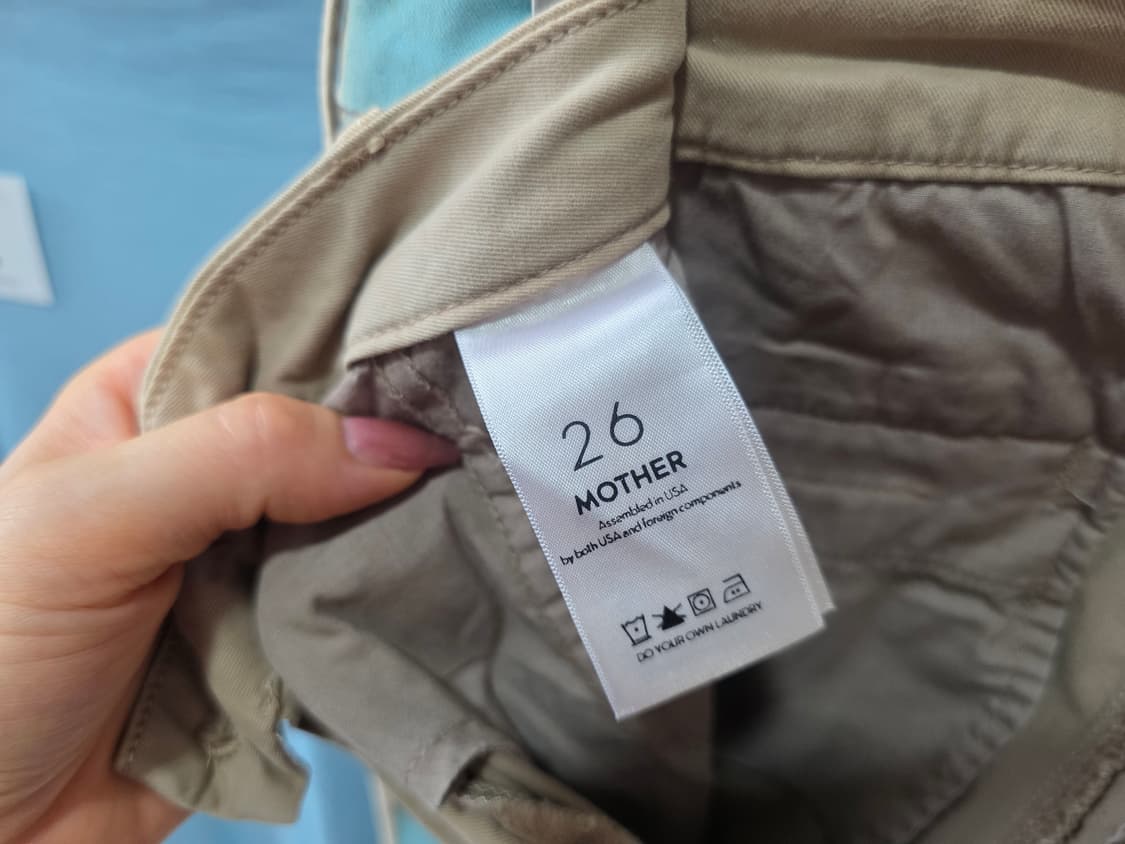 26
MOTHER
Assembled in USA
by both USA and foreign components
DO YOUR OWN LAUNDRY